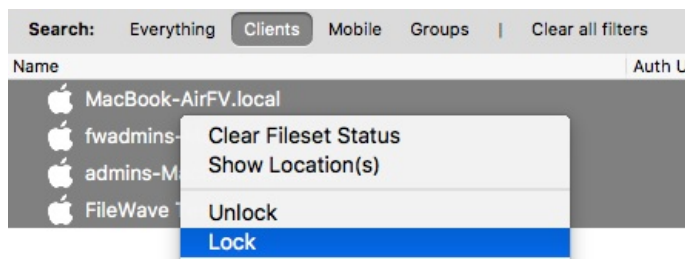 Search: Everything Clients Mobile Groups | Clear all filters
Name Auth U
MacBook-AirFV.local
fwadmins-
Clear Fileset Status
Show Location(s)
admins-M
FileWave
Unlock
Lock